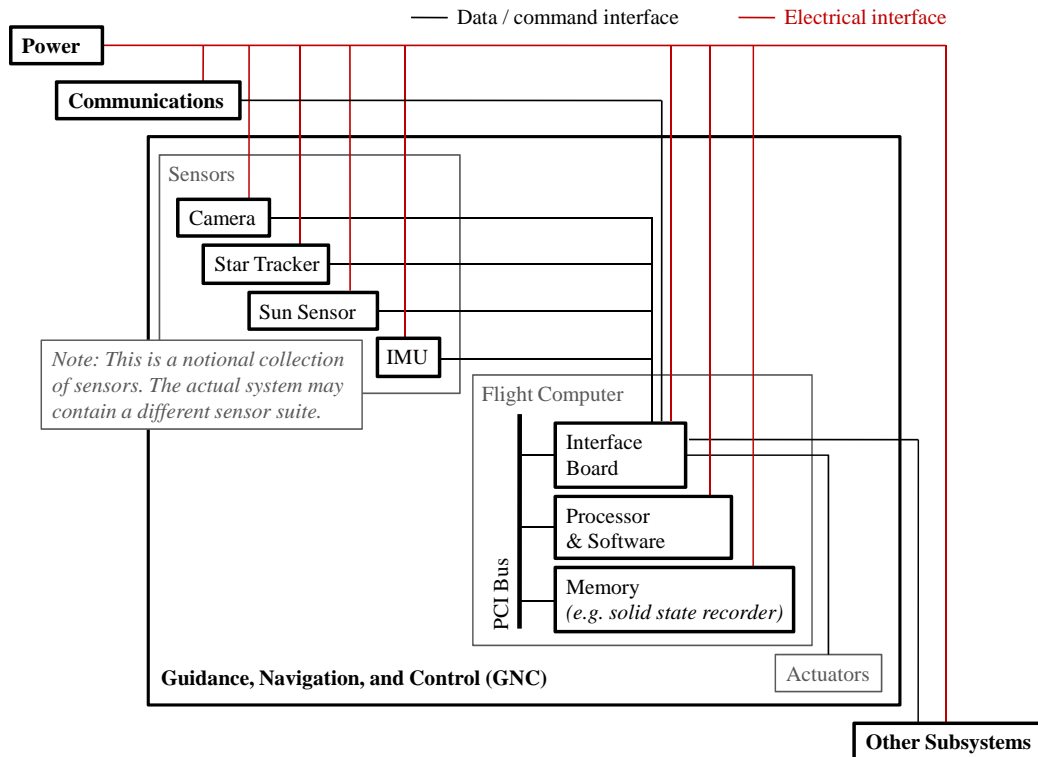 Data / command interface
Electrical interface
Power
Communications
Sensors
Camera
Star Tracker
Sun Sensor
IMU
Note: This is a notional collection
of sensors. The actual system may
contain a different sensor suite.
Flight Computer
Interface
Board
Processor
& Software
Memory
(e.g. solid state recorder)
PCI Bus
Actuators
Guidance, Navigation, and Control (GNC)
Other Subsystems